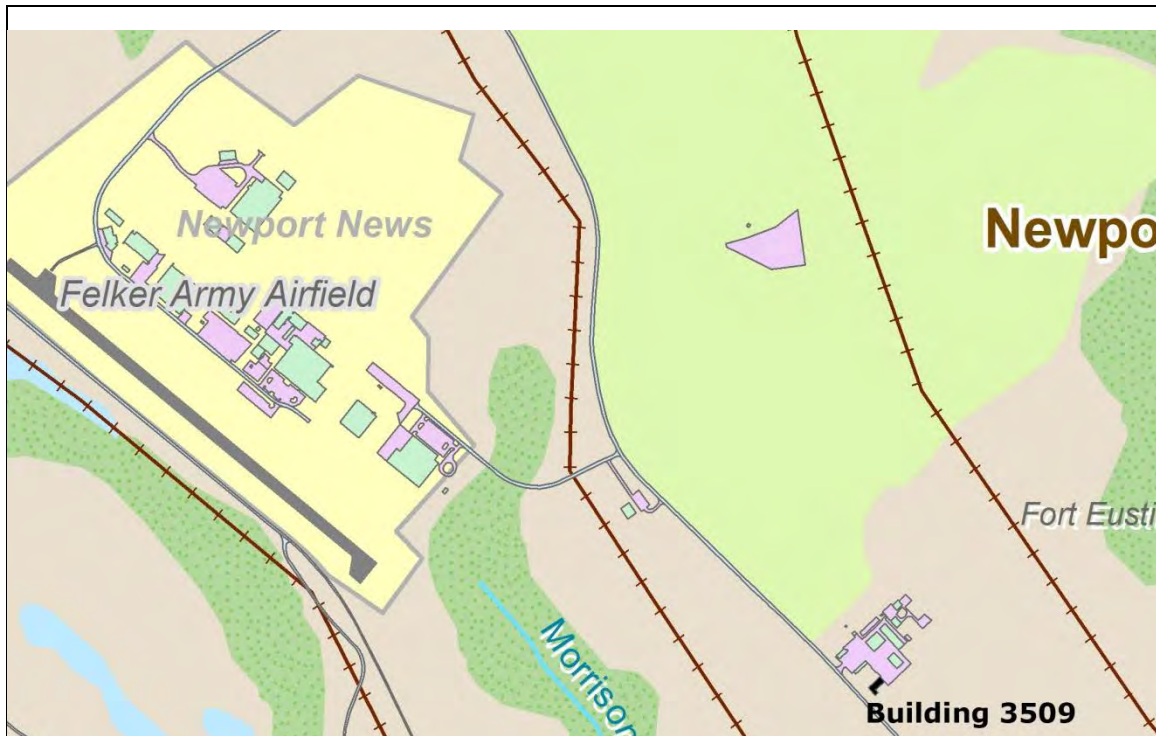 Newport News
Newpo
Felker Army Airfield
Fort Eusti
Morrison
Building 3509